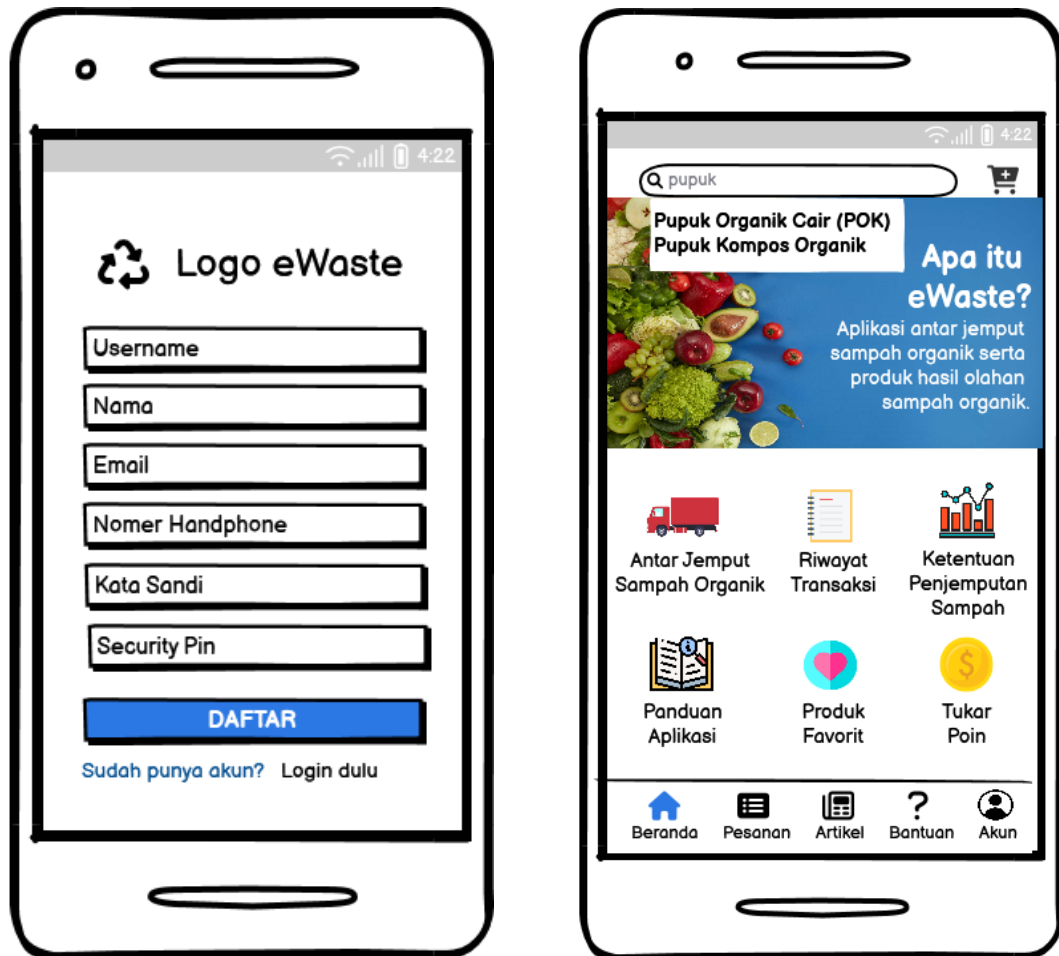 4:22
Logo eWaste
Username
Nama
Email
Nomer Handphone
Kata Sandi
Security Pin
DAFTAR
Sudah punya akun? Login dulu
4:22
pupuk
Pupuk Organik Cair (POK)
Pupuk Kompos Organik
Apa itu
eWaste?
Aplikasi antar jemput
sampah organik serta
produk hasil olahan
sampah organik.
Antar Jemput
Sampah Organik
Riwayat
Transaksi
Ketentuan
Penjemputan
Sampah
Panduan
Aplikasi
Produk
Favorit
Tukar
Poin
Beranda
Pesanan
Artikel
Bantuan
Akun